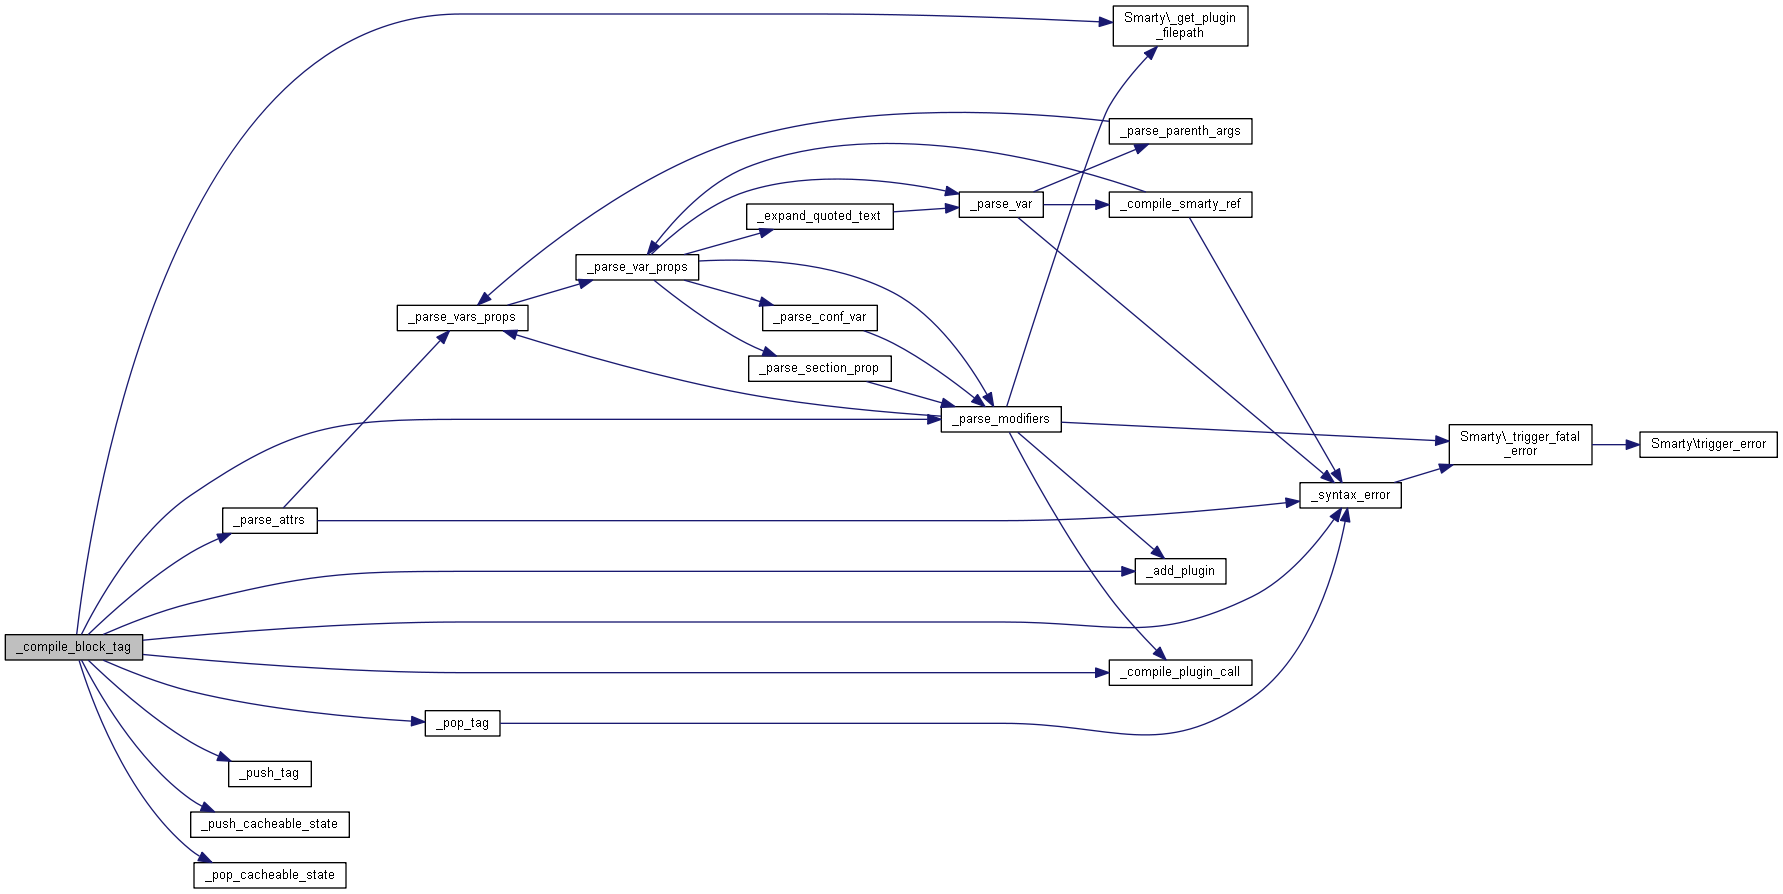 Smarty\_get_plugin
_filepath
_parse_parenth_args
_parse_var
_compile_smarty_ref
_expand_quoted_text
_parse_var_props
_parse_vars_props
_parse_conf_var
_parse_section_prop
_parse_modifiers
Smarty\_trigger_fatal
_error
Smarty\trigger_error
_syntax_error
_parse_attrs
_add_plugin
_compile_block_tag
_compile_plugin_call
_pop_tag
_push_tag
_push_cacheable_state
_pop_cacheable_state